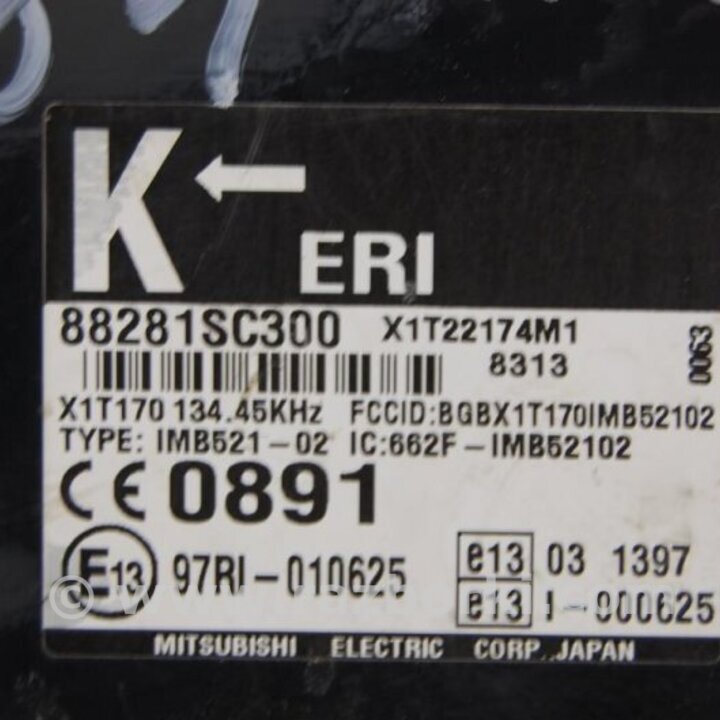 K ← ERI
88281SC300 X1T22174M1
8313
0063
X1T170 134.45KHz FCCID:BGBX1T170IMB52102
TYPE: IMB521-02 IC:662F-IMB52102
CE 0891
E13 97RI-010625 e13 03 1397
e13 I-000625
MITSUBISHI ELECTRIC CORP. JAPAN